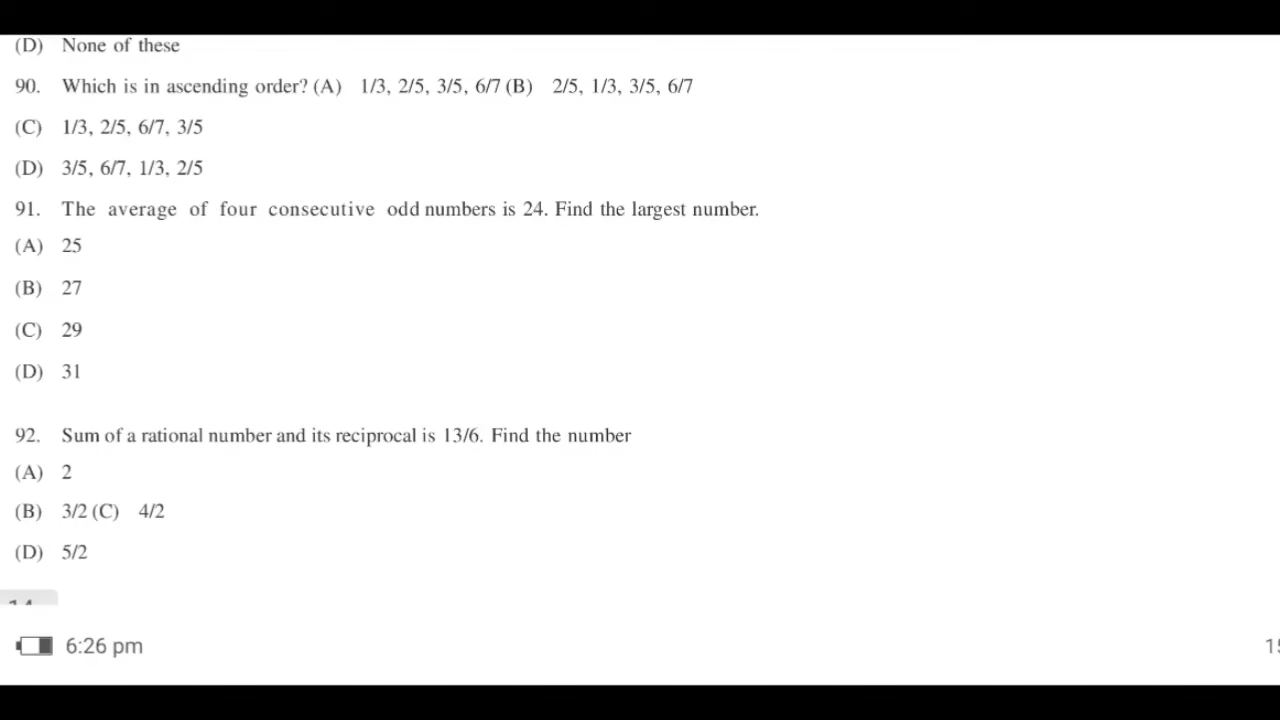 (D) None of these
90. Which is in ascending order? (A) 1/3, 2/5, 3/5, 6/7 (B) 2/5, 1/3, 3/5, 6/7
(C) 1/3, 2/5, 6/7, 3/5
(D) 3/5, 6/7, 1/3, 2/5
91. The average of four consecutive odd numbers is 24. Find the largest number.
(A) 25
(B) 27
(C) 29
(D) 31
92. Sum of a rational number and its reciprocal is 13/6. Find the number
(A) 2
(B) 3/2 (C) 4/2
(D) 5/2
6:26 pm